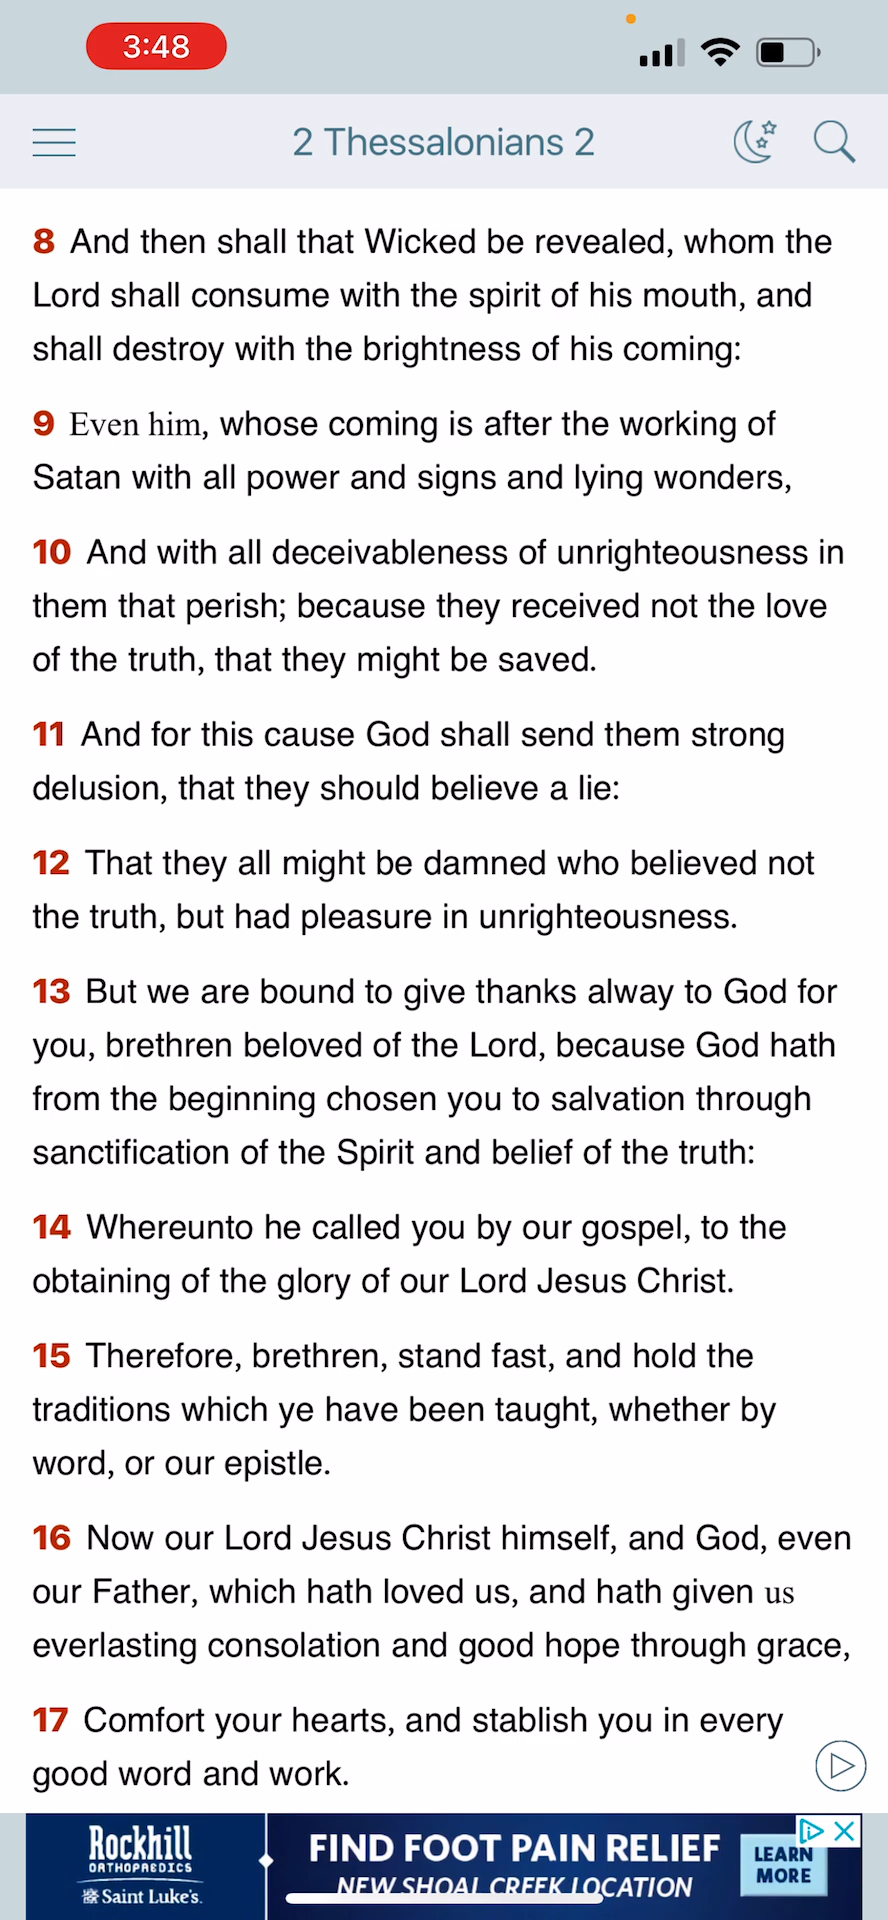 3:48
2 Thessalonians 2
8 And then shall that Wicked be revealed, whom the
Lord shall consume with the spirit of his mouth, and
shall destroy with the brightness of his coming:
9 Even him, whose coming is after the working of
Satan with all power and signs and lying wonders,
10 And with all deceivableness of unrighteousness in
them that perish; because they received not the love
of the truth, that they might be saved.
11 And for this cause God shall send them strong
delusion, that they should believe a lie:
12 That they all might be damned who believed not
the truth, but had pleasure in unrighteousness.
13 But we are bound to give thanks alway to God for
you, brethren beloved of the Lord, because God hath
from the beginning chosen you to salvation through
sanctification of the Spirit and belief of the truth:
14 Whereunto he called you by our gospel, to the
obtaining of the glory of our Lord Jesus Christ.
15 Therefore, brethren, stand fast, and hold the
traditions which ye have been taught, whether by
word, or our epistle.
16 Now our Lord Jesus Christ himself, and God, even
our Father, which hath loved us, and hath given us
everlasting consolation and good hope through grace,
17 Comfort your hearts, and stablish you in every
good word and work.
Rockhill
ORTHOPAEDICS
Saint Luke's.
FIND FOOT PAIN RELIEF
NEW SHOAL CREEK LOCATION
LEARN
MORE